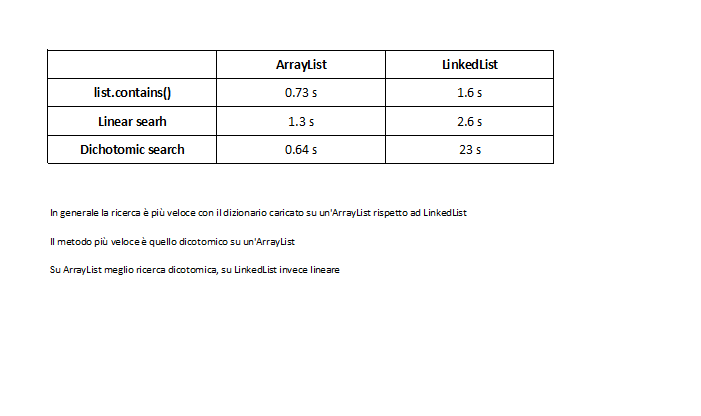 ArrayList LinkedList
list.contains() 0.73 s 1.6 s
Linear searh 1.3 s 2.6 s
Dichotomic search 0.64 s 23 s
In generale la ricerca è più veloce con il dizionario caricato su un'ArrayList rispetto ad LinkedList
Il metodo più veloce è quello dicotomico su un'ArrayList
Su ArrayList meglio ricerca dicotomica, su LinkedList invece lineare